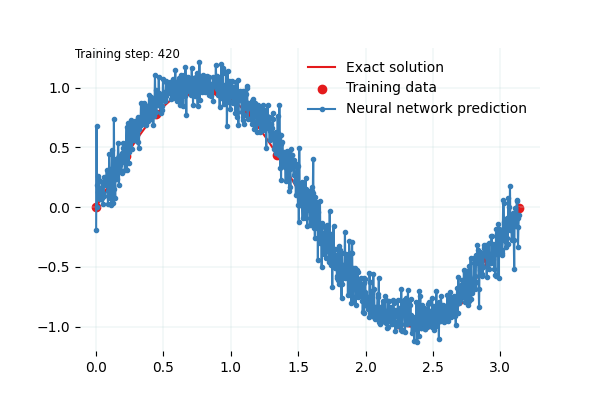 Training step: 420
Exact solution
Training data
Neural network prediction
1.0
0.5
0.0
−0.5
−1.0
0.0 0.5 1.0 1.5 2.0 2.5 3.0